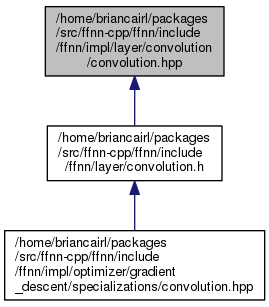 /home/briancairl/packages
/src/ffnn-cpp/ffnn/include
/ffnn/impl/layer/convolution
/convolution.hpp
/home/briancairl/packages
/src/ffnn-cpp/ffnn/include
/ffnn/layer/convolution.h
/home/briancairl/packages
/src/ffnn-cpp/ffnn/include
/ffnn/impl/optimizer/gradient
_descent/specializations/convolution.hpp